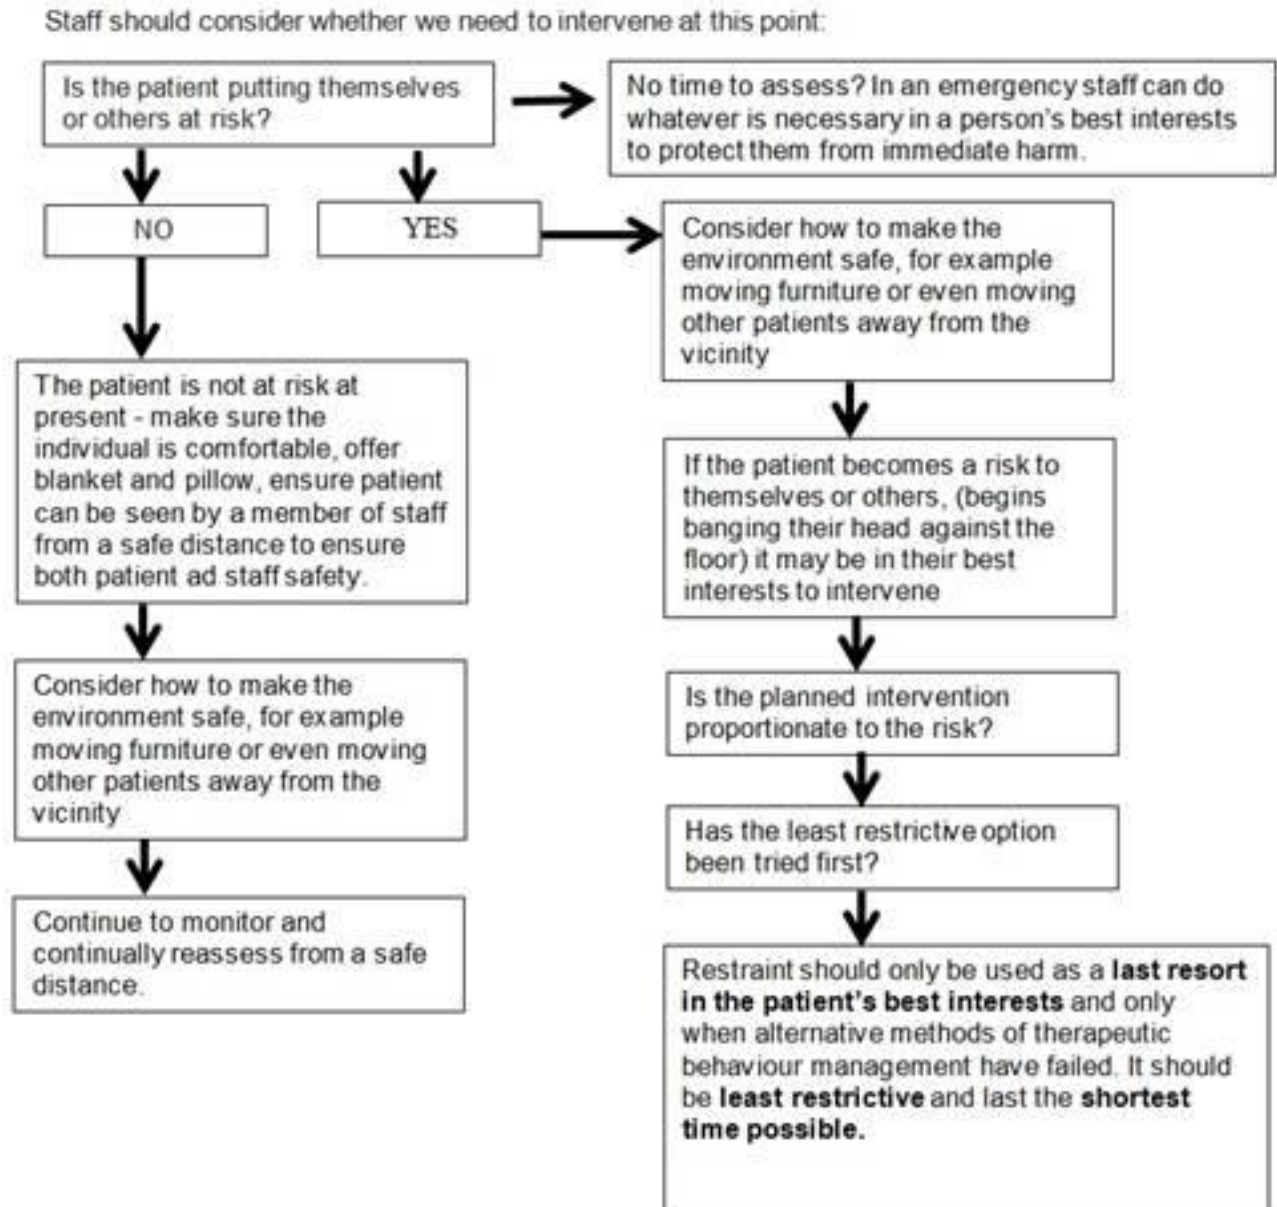 Staff should consider whether we need to intervene at this point:
Is the patient putting themselves
or others at risk?
No time to assess? In an emergency staff can do
whatever is necessary in a person's best interests
to protect them from immediate harm.
NO
YES
Consider how to make the
environment safe, for example
moving furniture or even moving
other patients away from the
vicinity
The patient is not at risk at
present - make sure the
individual is comfortable, offer
blanket and pillow, ensure patient
can be seen by a member of staff
from a safe distance to ensure
both patient ad staff safety.
If the patient becomes a risk to
themselves or others, (begins
banging their head against the
floor) it may be in their best
interests to intervene
Consider how to make the
environment safe, for example
moving furniture or even moving
other patients away from the
vicinity
Is the planned intervention
proportionate to the risk?
Has the least restrictive option
been tried first?
Continue to monitor and
continually reassess from a safe
distance.
Restraint should only be used as a last resort
in the patient's best interests and only
when alternative methods of therapeutic
behaviour management have failed. It should
be least restrictive and last the shortest
time possible.